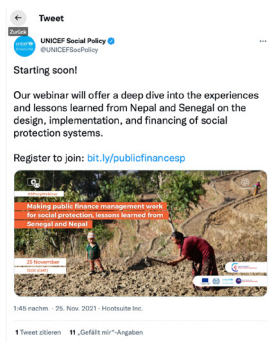 Tweet
Zurück
UNICEF Social Policy
@UNICEFSocPolicy
Starting soon!
Our webinar will offer a deep dive into the experiences
and lessons learned from Nepal and Senegal on the
design, implementation, and financing of social
protection systems.
Register to join: bit.ly/publicfinancesp
Making public finance management work
for social protection, lessons learned from
Senegal and Nepal
25 November
1:45 nachm. · 25. Nov. 2021 · Hootsuite Inc.
1 Tweet zitieren 11 „Gefällt mir“-Angaben